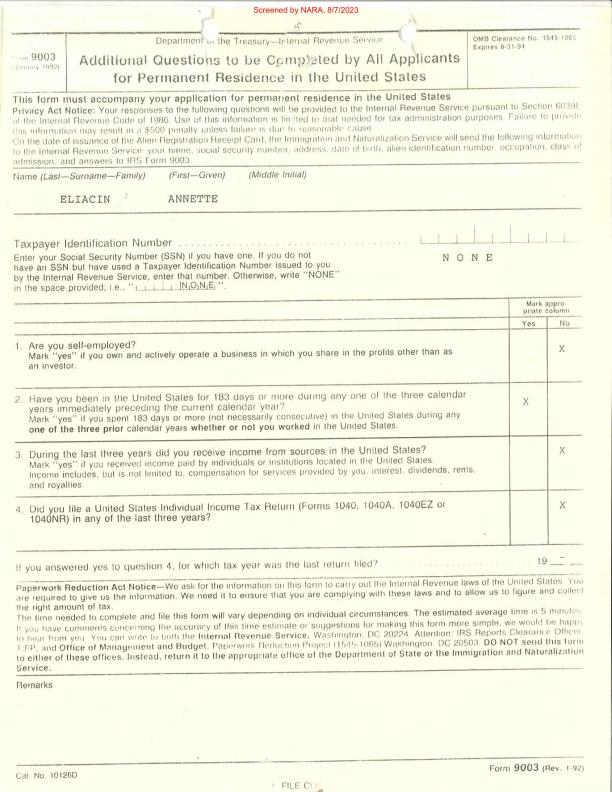 Screened by NARA, 8/7/2023
Form 9003
(January 1992)
Department of the Treasury—Internal Revenue Service
Additional Questions to be Completed by All Applicants
for Permanent Residence in the United States
OMB Clearance No. 1545-1065
Expires 8-31-94
This form must accompany your application for permanent residence in the United States
Privacy Act Notice: Your responses to the following questions will be provided to the Internal Revenue Service pursuant to Section 6039E
of the Internal Revenue Code of 1986. Use of this information is limited to that needed for tax administration purposes. Failure to provide
this information may result in a $500 penalty unless failure is due to reasonable cause.
On the date of issuance of the Alien Registration Receipt Card, the Immigration and Naturalization Service will send the following information
to the Internal Revenue Service: your name, social security number, address, date of birth, alien identification number, occupation, class of
admission, and answers to IRS Form 9003.
Name (Last—Surname—Family) (First—Given) (Middle Initial)
ELIACIN ANNETTE
Taxpayer Identification Number
Enter your Social Security Number (SSN) if you have one. If you do not
have an SSN but have used a Taxpayer Identification Number issued to you
by the Internal Revenue Service, enter that number. Otherwise, write "NONE"
in the space provided; i.e., " N O N E ".
N O N E
Mark appro-
priate column
Yes No
1. Are you self-employed?
Mark "yes" if you own and actively operate a business in which you share in the profits other than as
an investor.
X
2. Have you been in the United States for 183 days or more during any one of the three calendar
years immediately preceding the current calendar year?
Mark "yes" if you spent 183 days or more (not necessarily consecutive) in the United States during any
one of the three prior calendar years whether or not you worked in the United States.
X
3. During the last three years did you receive income from sources in the United States?
Mark "yes" if you received income paid by individuals or institutions located in the United States.
Income includes, but is not limited to, compensation for services provided by you, interest, dividends, rents,
and royalties.
X
4. Did you file a United States Individual Income Tax Return (Forms 1040, 1040A, 1040EZ or
1040NR) in any of the last three years?
X
If you answered yes to question 4, for which tax year was the last return filed? 19 __
Paperwork Reduction Act Notice—We ask for the information on this form to carry out the Internal Revenue laws of the United States. You
are required to give us the information. We need it to ensure that you are complying with these laws and to allow us to figure and collect
the right amount of tax.
The time needed to complete and file this form will vary depending on individual circumstances. The estimated average time is 5 minutes.
If you have comments concerning the accuracy of this time estimate or suggestions for making this form more simple, we would be happy
to hear from you. You can write to both the Internal Revenue Service, Washington, DC 20224, Attention: IRS Reports Clearance Officer
T:FP, and Office of Management and Budget, Paperwork Reduction Project (1545-1065) Washington, DC 20503. DO NOT send this form
to either of these offices. Instead, return it to the appropriate office of the Department of State or the Immigration and Naturalization
Service.
Remarks
Cat. No. 10126D
Form 9003 (Rev. 1-92)
FILE